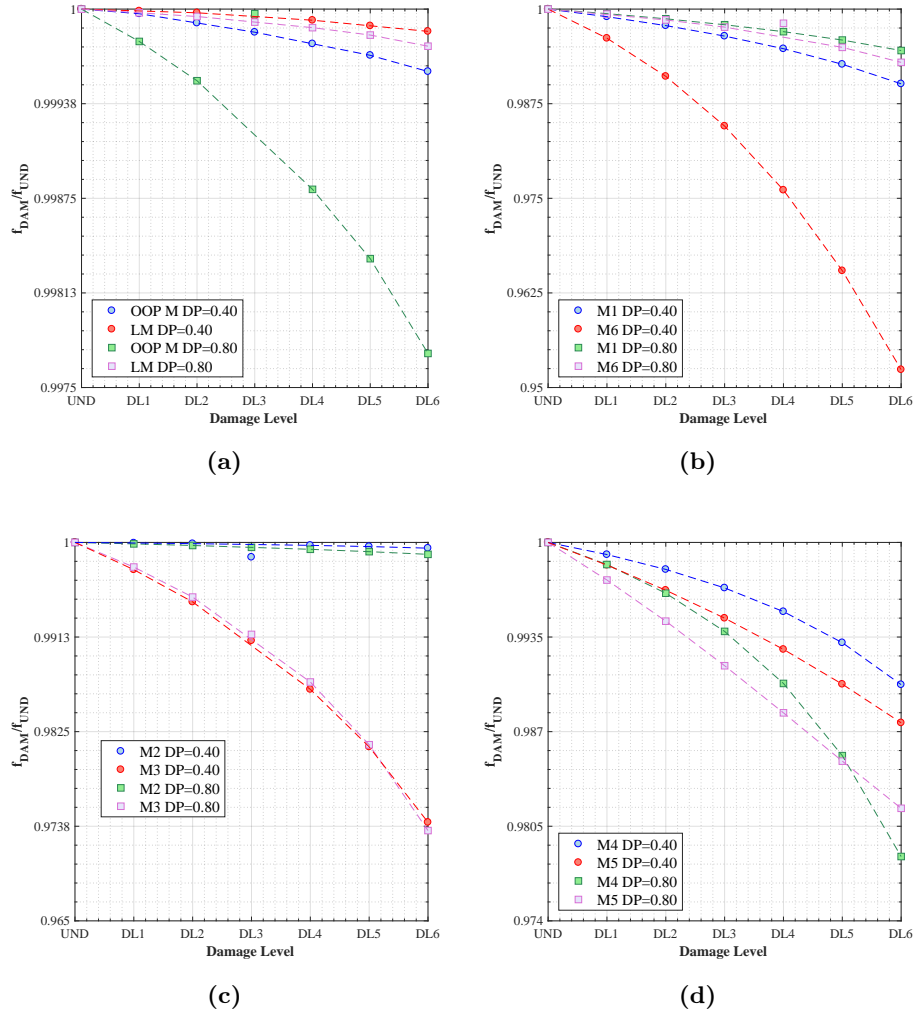 1
0.99938
0.99875
0.99813
0.9975
f_DAM/f_UND
OOP M DP=0.40
LM DP=0.40
OOP M DP=0.80
LM DP=0.80
UND DL1 DL2 DL3 DL4 DL5 DL6
Damage Level
(a)
1
0.9875
0.975
0.9625
0.95
f_DAM/f_UND
M1 DP=0.40
M6 DP=0.40
M1 DP=0.80
M6 DP=0.80
UND DL1 DL2 DL3 DL4 DL5 DL6
Damage Level
(b)
1
0.9913
0.9825
0.9738
0.965
f_DAM/f_UND
M2 DP=0.40
M3 DP=0.40
M2 DP=0.80
M3 DP=0.80
UND DL1 DL2 DL3 DL4 DL5 DL6
Damage Level
(c)
1
0.9935
0.987
0.9805
0.974
f_DAM/f_UND
M4 DP=0.40
M5 DP=0.40
M4 DP=0.80
M5 DP=0.80
UND DL1 DL2 DL3 DL4 DL5 DL6
Damage Level
(d)